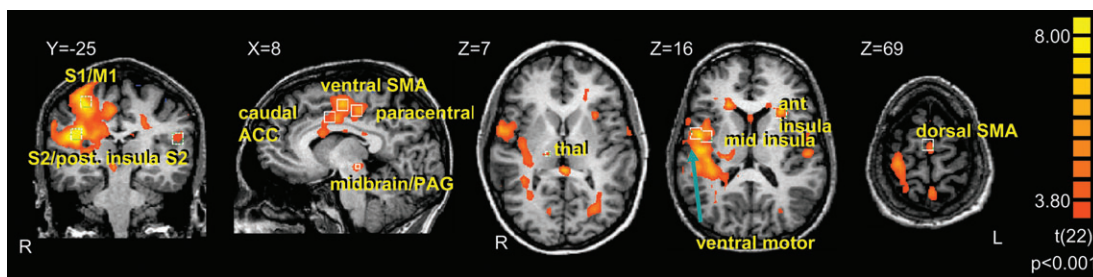 Y=-25
S1/M1
S2/post. insula
S2
R
X=8
ventral SMA
caudal
ACC
paracentral
midbrain/PAG
Z=7
thal
R
Z=16
ant
insula
mid insula
ventral motor
Z=69
dorsal SMA
L
8.00
3.80
t(22)
p<0.001